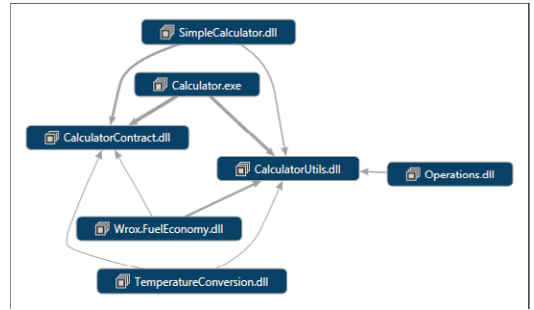 SimpleCalculator.dll
Calculator.exe
CalculatorContract.dll
CalculatorUtils.dll
Operations.dll
Wrox.FuelEconomy.dll
TemperatureConversion.dll